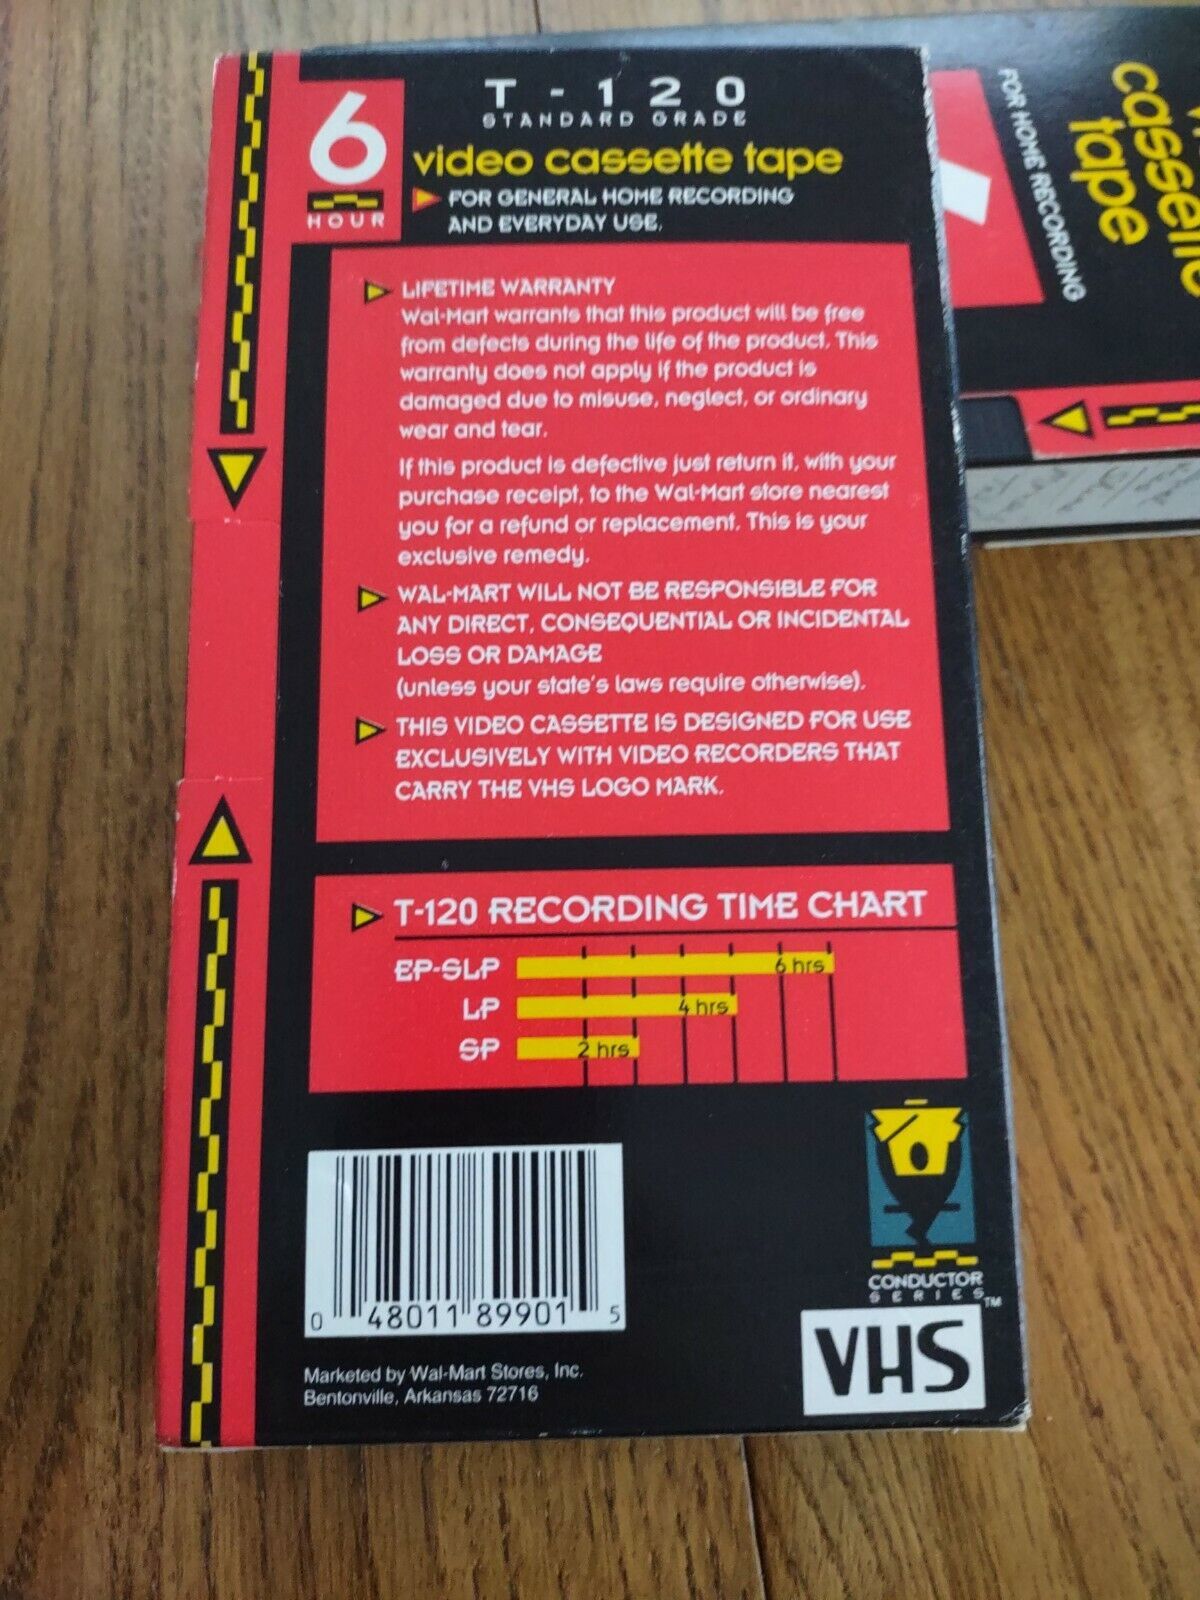 6
HOUR
T-120
STANDARD GRADE
video cassette tape
FOR GENERAL HOME RECORDING
AND EVERYDAY USE.
LIFETIME WARRANTY
Wal-Mart warrants that this product will be free
from defects during the life of the product. This
warranty does not apply if the product is
damaged due to misuse, neglect, or ordinary
wear and tear.
If this product is defective just return it, with your
purchase receipt, to the Wal-Mart store nearest
you for a refund or replacement. This is your
exclusive remedy.
WAL-MART WILL NOT BE RESPONSIBLE FOR
ANY DIRECT, CONSEQUENTIAL OR INCIDENTAL
LOSS OR DAMAGE
(unless your state's laws require otherwise).
THIS VIDEO CASSETTE IS DESIGNED FOR USE
EXCLUSIVELY WITH VIDEO RECORDERS THAT
CARRY THE VHS LOGO MARK.
T-120 RECORDING TIME CHART
EP-SLP 6 hrs
LP 4 hrs
SP 2 hrs
CONDUCTOR
SERIES TM
VHS
0 48011 89901 5
Marketed by Wal-Mart Stores, Inc.
Bentonville, Arkansas 72716
cassette
tape
FOR HOME RECORDING